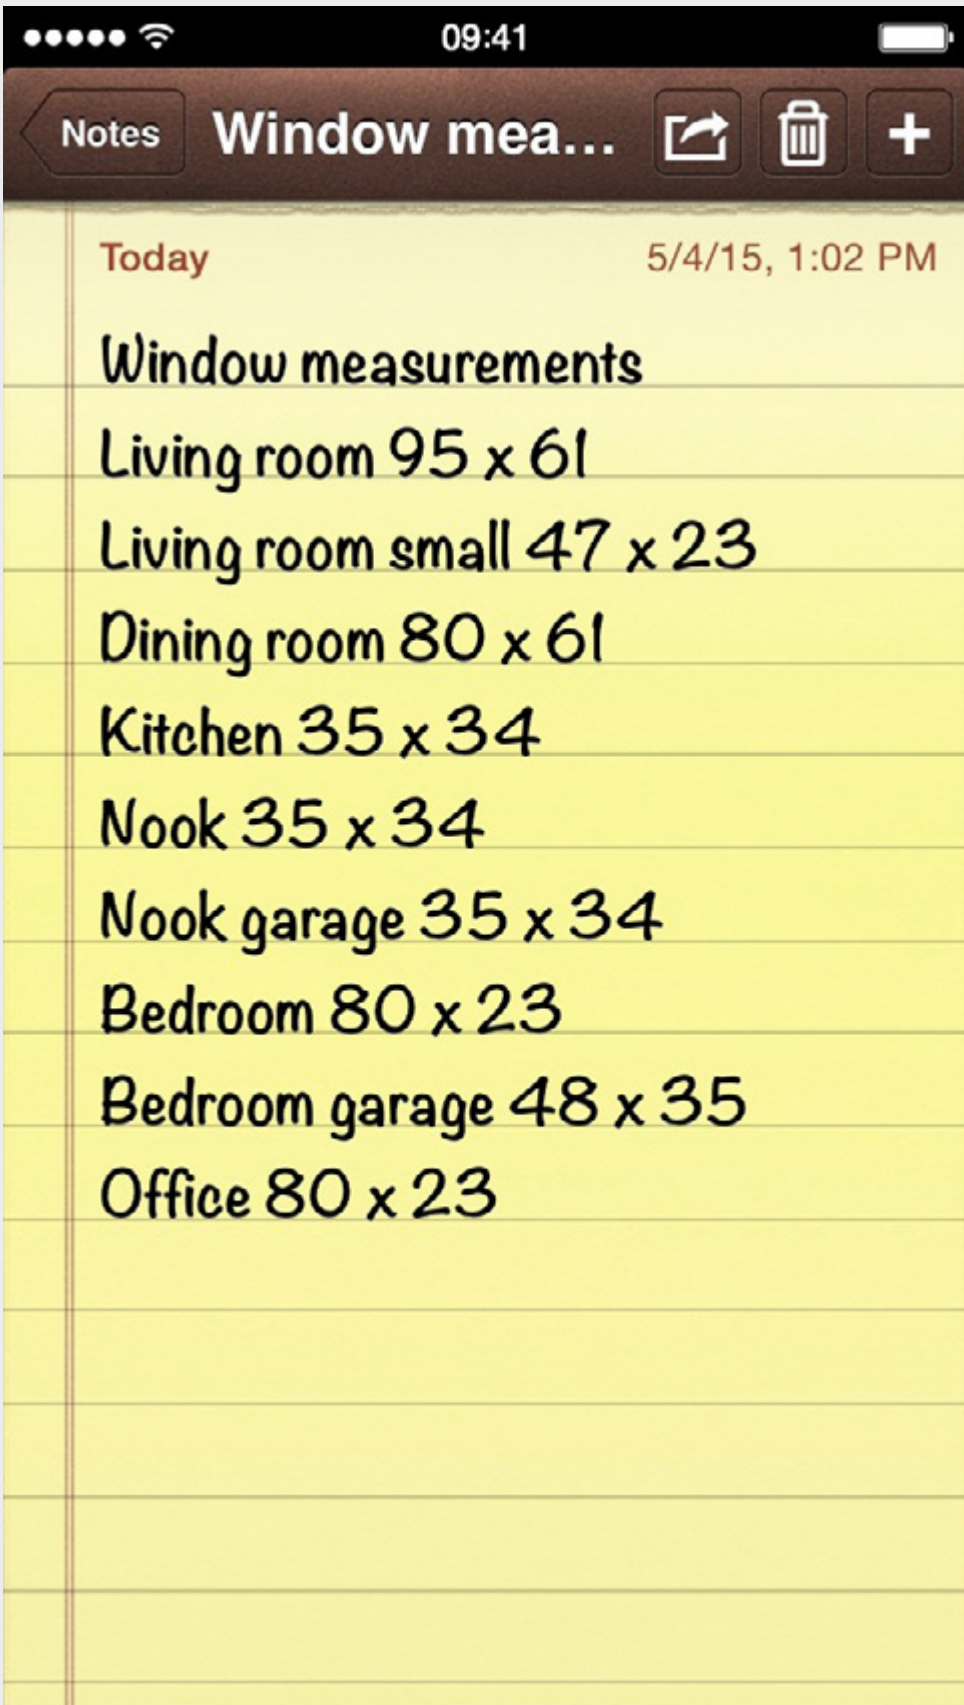 09:41
Notes Window mea...
Today 5/4/15, 1:02 PM
Window measurements
Living room 95 x 61
Living room small 47 x 23
Dining room 80 x 61
Kitchen 35 x 34
Nook 35 x 34
Nook garage 35 x 34
Bedroom 80 x 23
Bedroom garage 48 x 35
Office 80 x 23